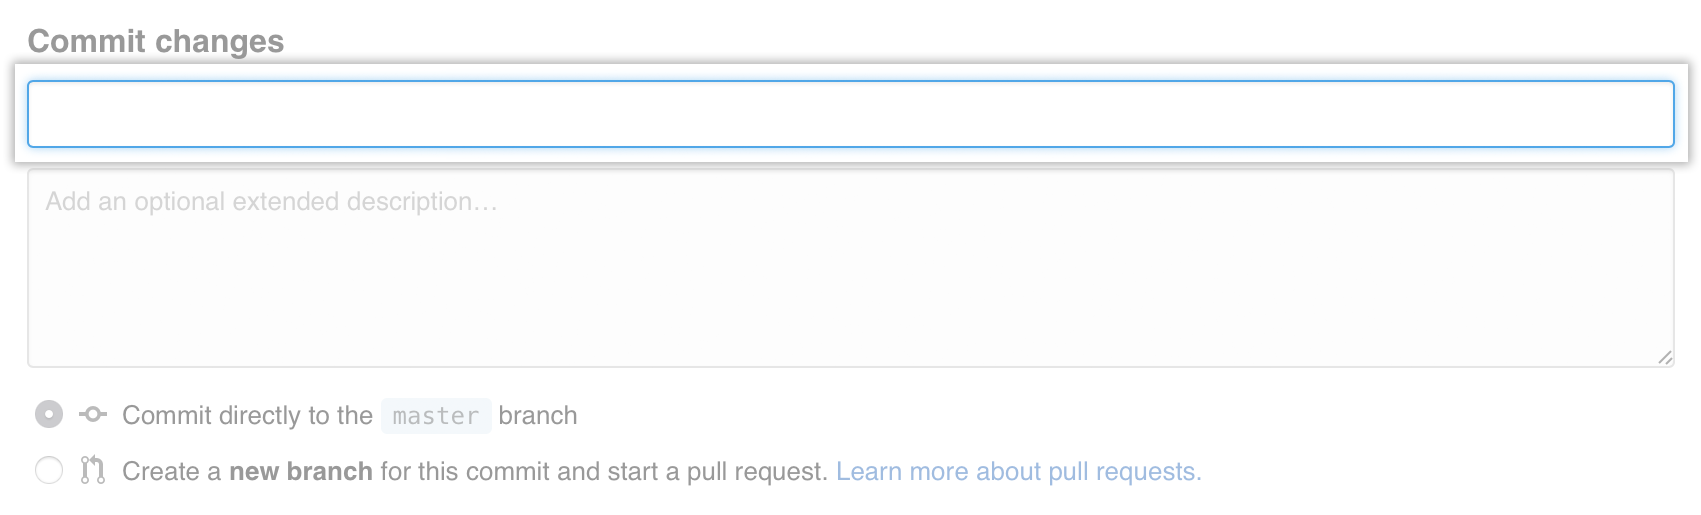 Commit changes
Add an optional extended description…
Commit directly to the master branch
Create a new branch for this commit and start a pull request. Learn more about pull requests.